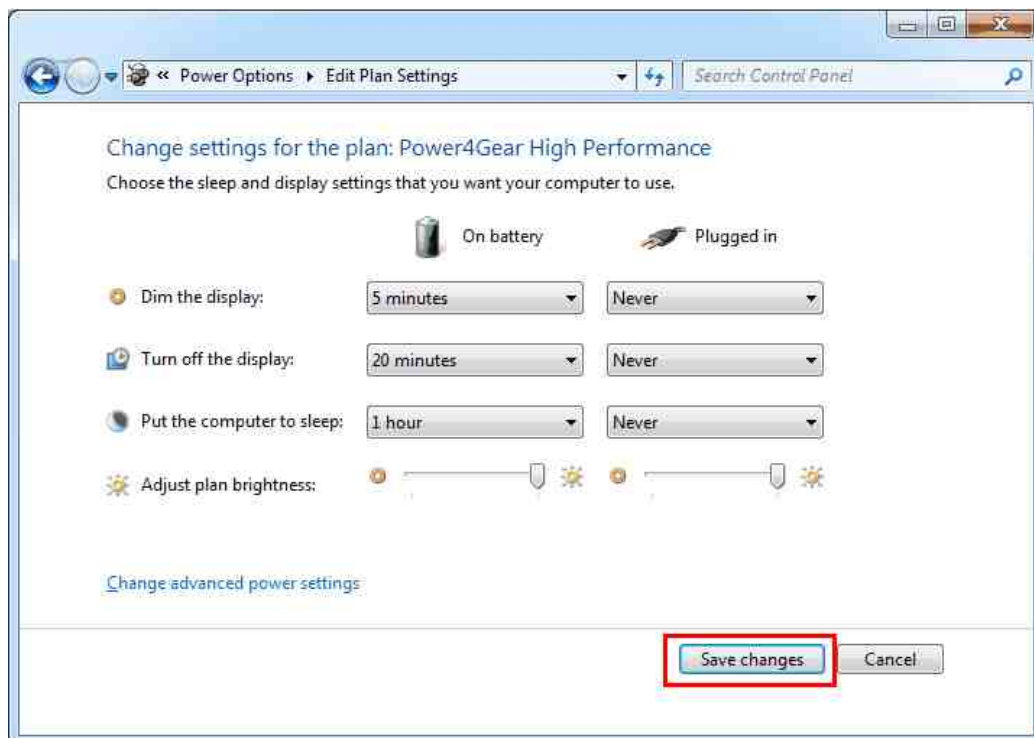 « Power Options ▸ Edit Plan Settings
Search Control Panel
Change settings for the plan: Power4Gear High Performance
Choose the sleep and display settings that you want your computer to use.
On battery Plugged in
Dim the display: 5 minutes Never
Turn off the display: 20 minutes Never
Put the computer to sleep: 1 hour Never
Adjust plan brightness:
Change advanced power settings
Save changes Cancel